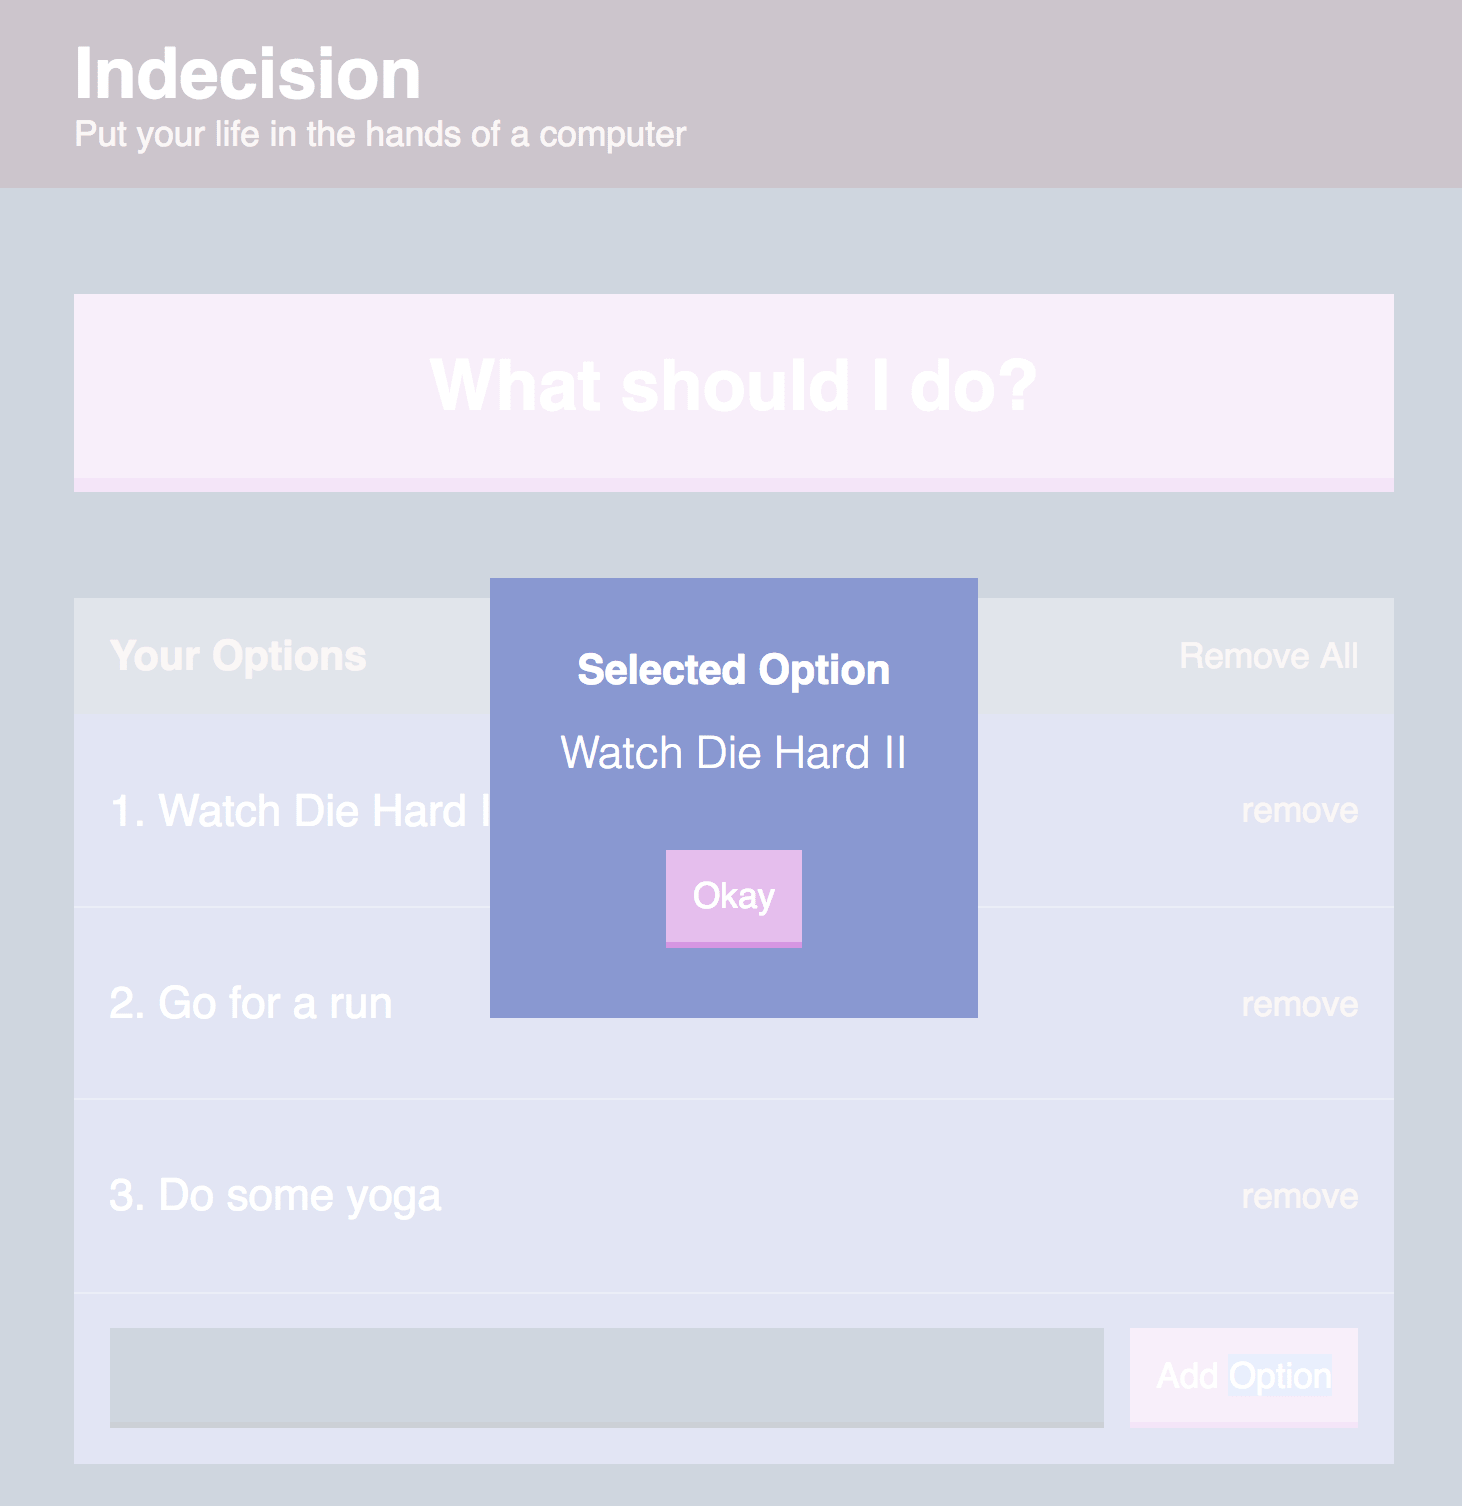 Indecision
Put your life in the hands of a computer
What should I do?
Your Options
Remove All
Selected Option
Watch Die Hard II
Okay
1. Watch Die Hard I
remove
2. Go for a run
remove
3. Do some yoga
remove
Add Option